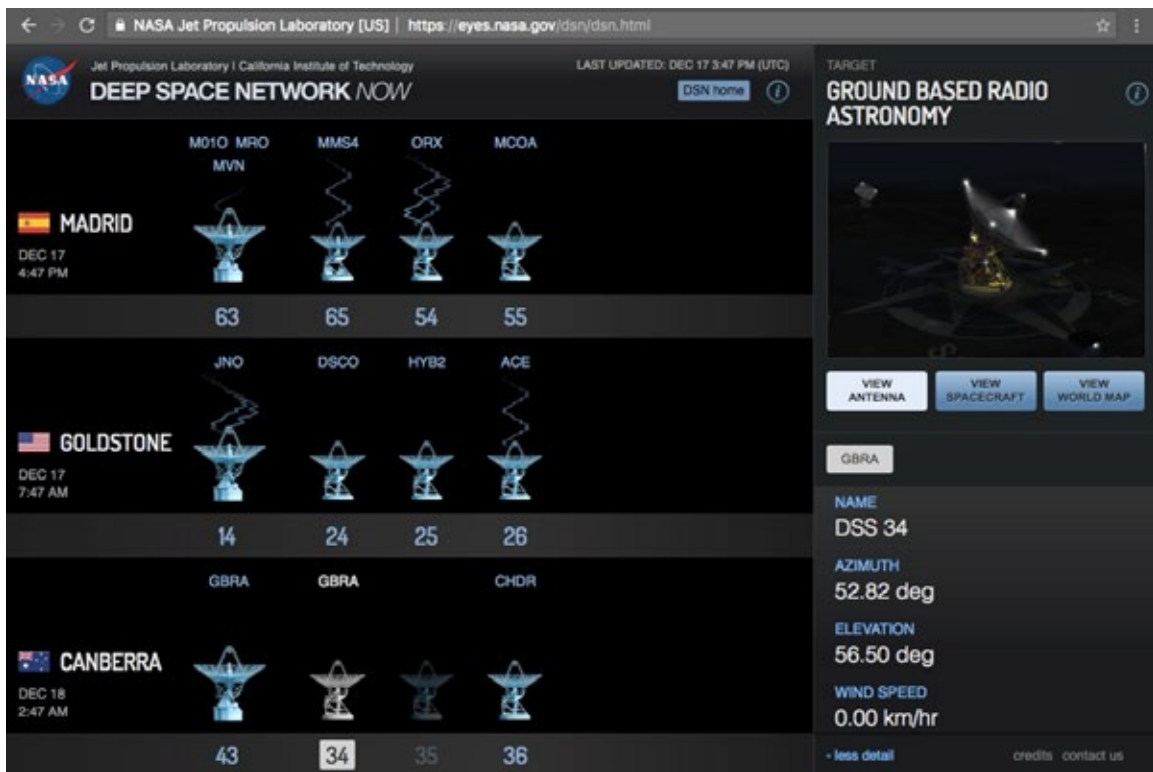 NASA Jet Propulsion Laboratory [US] | https://eyes.nasa.gov/dsn/dsn.html
NASA
Jet Propulsion Laboratory | California Institute of Technology
DEEP SPACE NETWORK NOW
LAST UPDATED: DEC 17 3:47 PM (UTC)
DSN home
i
M01O MRO MMS4 ORX MCOA
MVN
MADRID
DEC 17
4:47 PM
63 65 54 55
JNO DSCO HYB2 ACE
GOLDSTONE
DEC 17
7:47 AM
14 24 25 26
GBRA GBRA CHDR
CANBERRA
DEC 18
2:47 AM
43 34 35 36
TARGET
GROUND BASED RADIO
ASTRONOMY
i
S
VIEW
ANTENNA
VIEW
SPACECRAFT
VIEW
WORLD MAP
GBRA
NAME
DSS 34
AZIMUTH
52.82 deg
ELEVATION
56.50 deg
WIND SPEED
0.00 km/hr
- less detail
credits contact us